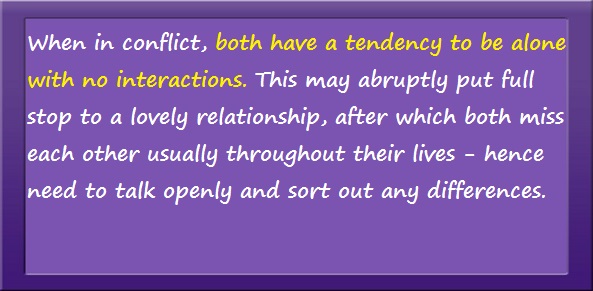 When in conflict, both have a tendency to be alone
with no interactions. This may abruptly put full
stop to a lovely relationship, after which both miss
each other usually throughout their lives - hence
need to talk openly and sort out any differences.